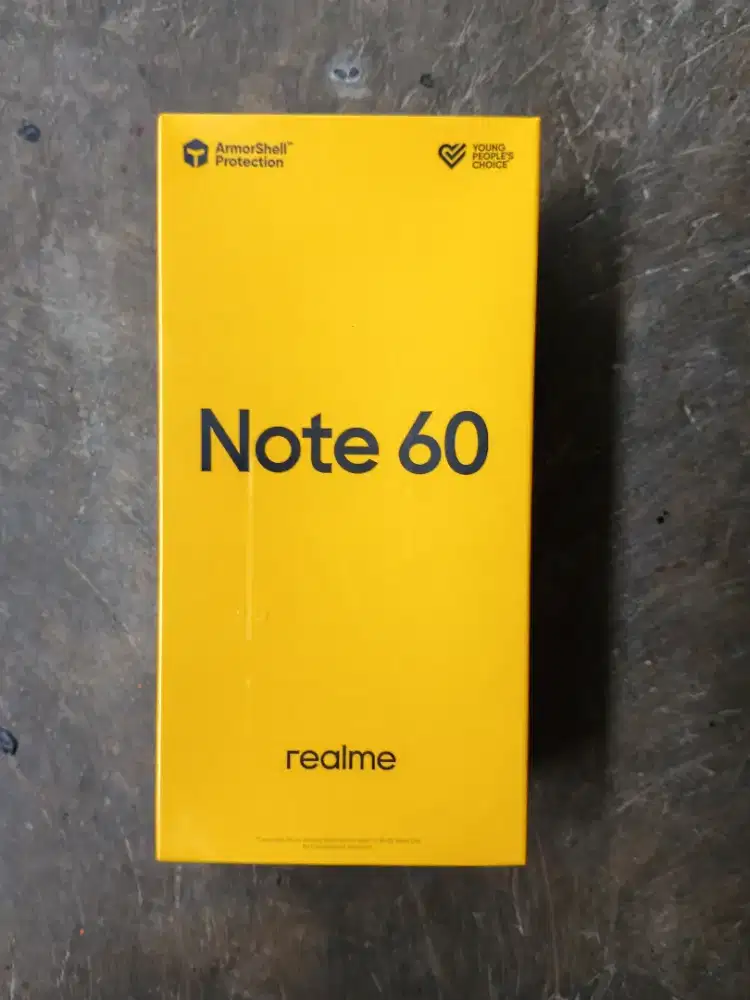 ArmorShell™
Protection
YOUNG
PEOPLE'S
CHOICE
Note 60
realme